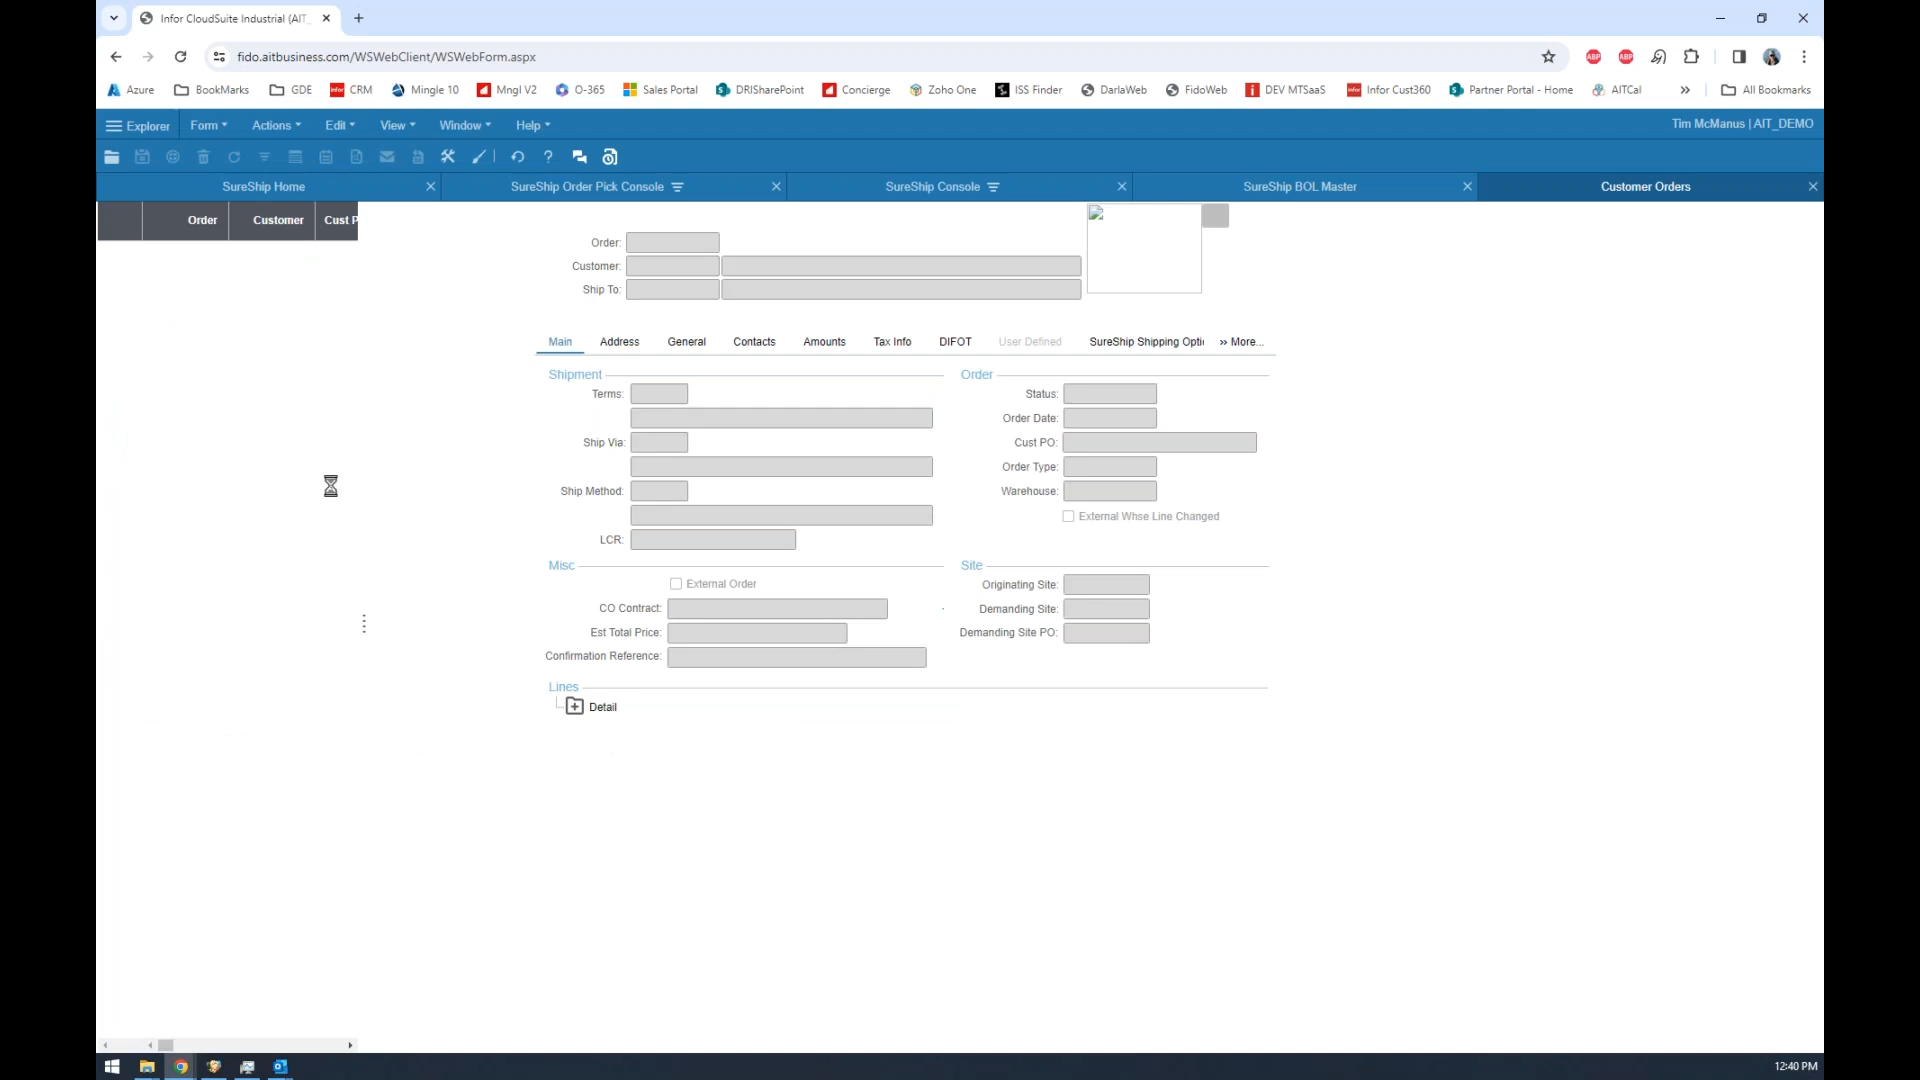 Infor CloudSuite Industrial (AIT_
fido.aitbusiness.com/WSWebClient/WSWebForm.aspx
ABP ABP
Azure BookMarks GDE infor CRM Mingle 10 Mngl V2 O-365 Sales Portal DRISharePoint Concierge Zoho One ISS Finder DarlaWeb FidoWeb DEV MTSaaS infor Infor Cust360 Partner Portal - Home AITCal » All Bookmarks
Explorer Form Actions Edit View Window Help Tim McManus | AIT_DEMO
SureShip Home SureShip Order Pick Console SureShip Console SureShip BOL Master Customer Orders
Order Customer Cust P
Order:
Customer:
Ship To:
Main Address General Contacts Amounts Tax Info DIFOT User Defined SureShip Shipping Opti » More...
Shipment Order
Terms: Status:
Order Date:
Ship Via: Cust PO:
Order Type:
Ship Method: Warehouse:
External Whse Line Changed
LCR:
Misc Site
External Order Originating Site:
CO Contract: Demanding Site:
Est Total Price: Demanding Site PO:
Confirmation Reference:
Lines
Detail
12:40 PM